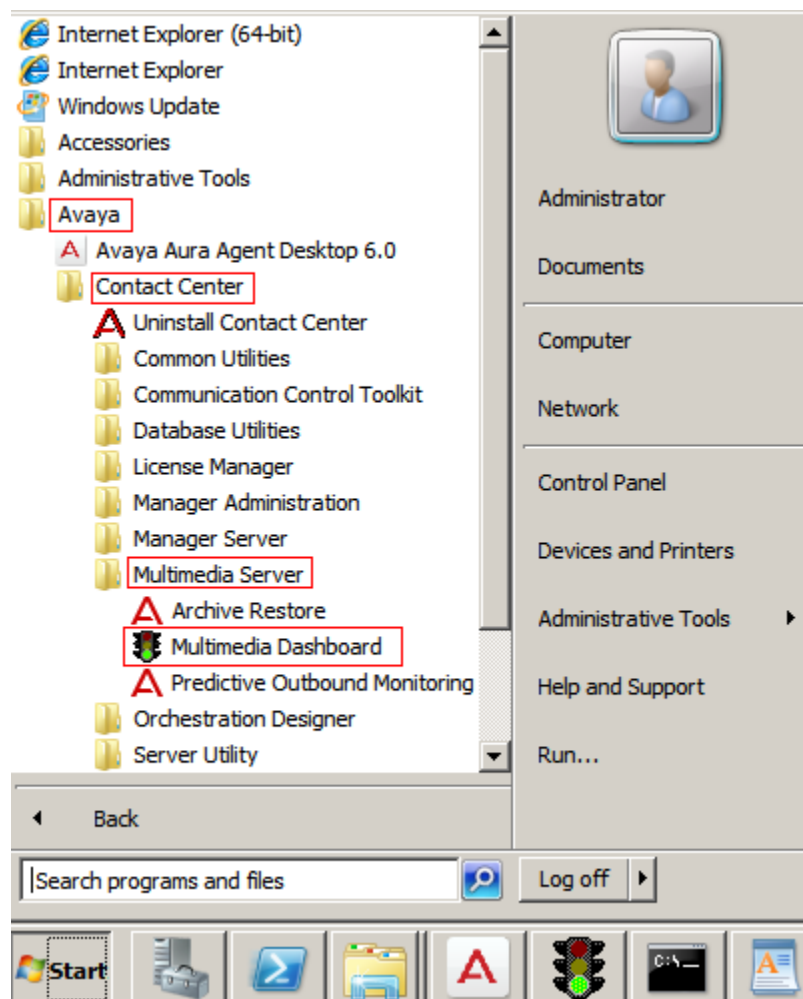 Internet Explorer (64-bit)
Internet Explorer
Windows Update
Accessories
Administrative Tools
Avaya
Avaya Aura Agent Desktop 6.0
Contact Center
Uninstall Contact Center
Common Utilities
Communication Control Toolkit
Database Utilities
License Manager
Manager Administration
Manager Server
Multimedia Server
Archive Restore
Multimedia Dashboard
Predictive Outbound Monitoring
Orchestration Designer
Server Utility
Back
Search programs and files
Administrator
Documents
Computer
Network
Control Panel
Devices and Printers
Administrative Tools
Help and Support
Run...
Log off
Start
C:\